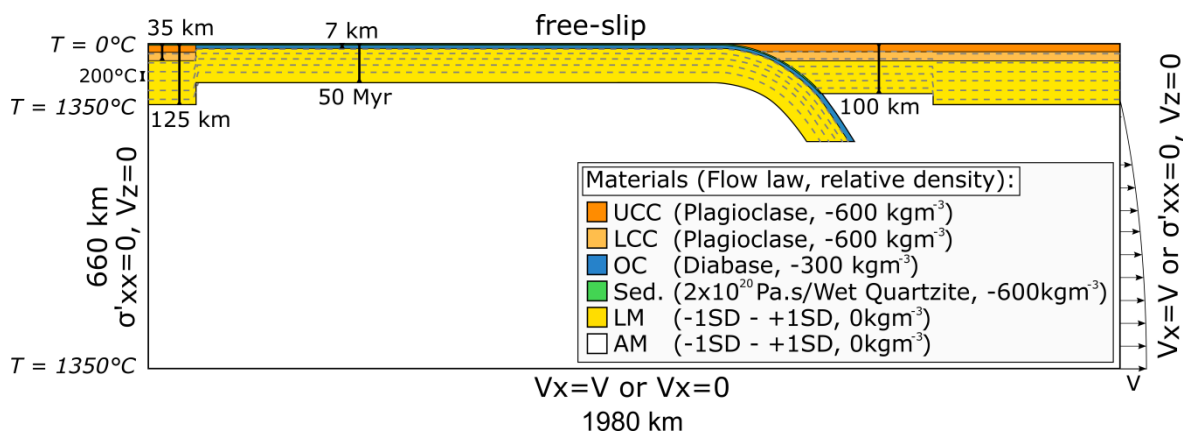 35 km
7 km
free-slip
T = 0°C
200°C
T = 1350°C
125 km
50 Myr
100 km
660 km
σ'xx=0, Vz=0
Vx=V or σ'xx=0, Vz=0
Materials (Flow law, relative density):
UCC (Plagioclase, -600 kgm⁻³)
LCC (Plagioclase, -600 kgm⁻³)
OC (Diabase, -300 kgm⁻³)
Sed. (2x10²⁰ Pa.s/Wet Quartzite, -600kgm⁻³)
LM (-1SD - +1SD, 0kgm⁻³)
AM (-1SD - +1SD, 0kgm⁻³)
T = 1350°C
V
Vx=V or Vx=0
1980 km